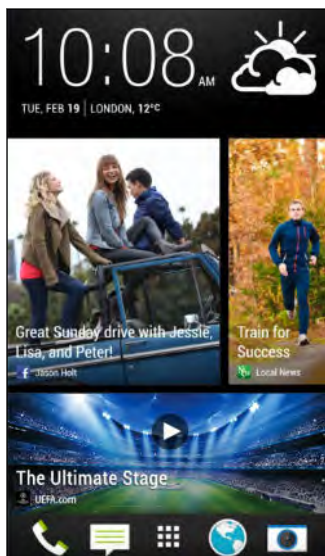 10:08 AM
TUE, FEB 19 | LONDON, 12°C
Great Sunday drive with Jessie,
Lisa, and Peter!
f Jason Holt
Train for
Success
Local News
The Ultimate Stage
UEFA.com